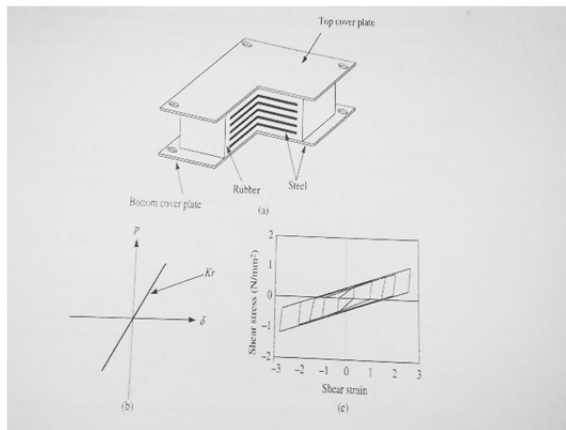 Top cover plate
Rubber
Steel
Bottom cover plate
(a)
P
Kr
δ
(b)
Shear stress (N/mm²)
2
1
0
-1
-2
-3 -2 -1 0 1 2 3
Shear strain
(c)